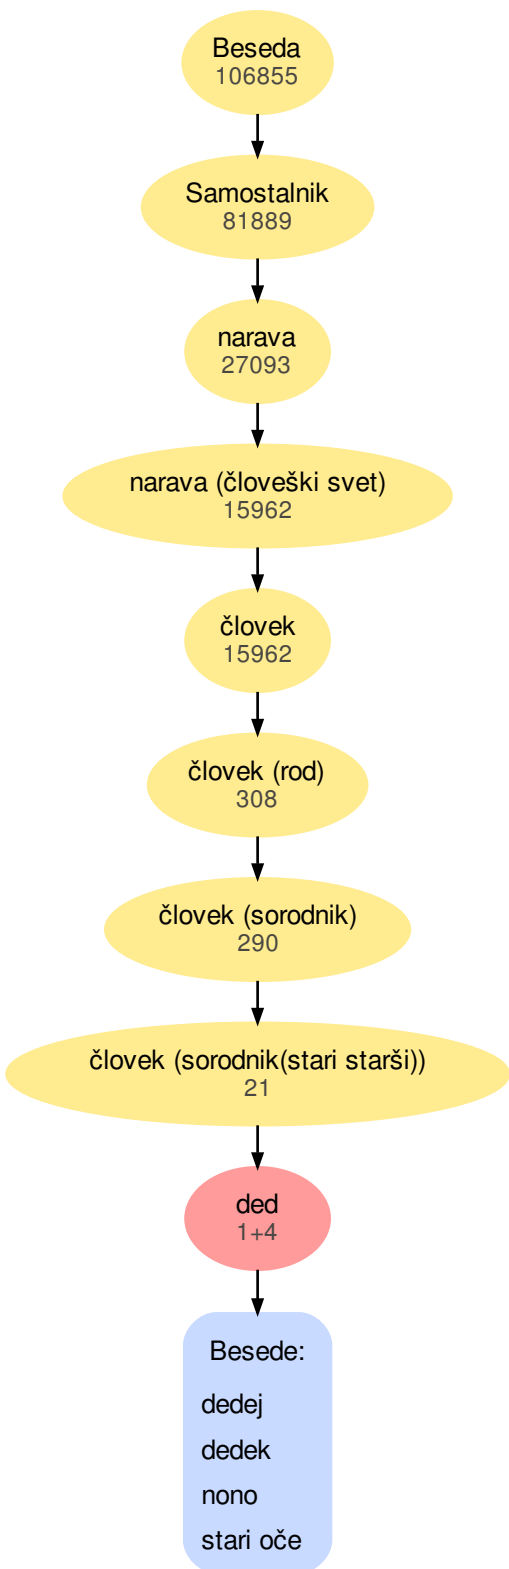 Beseda
106855
Samostalnik
81889
narava
27093
narava (človeški svet)
15962
človek
15962
človek (rod)
308
človek (sorodnik)
290
človek (sorodnik(stari starši))
21
ded
1+4
Besede:
dedej
dedek
nono
stari oče